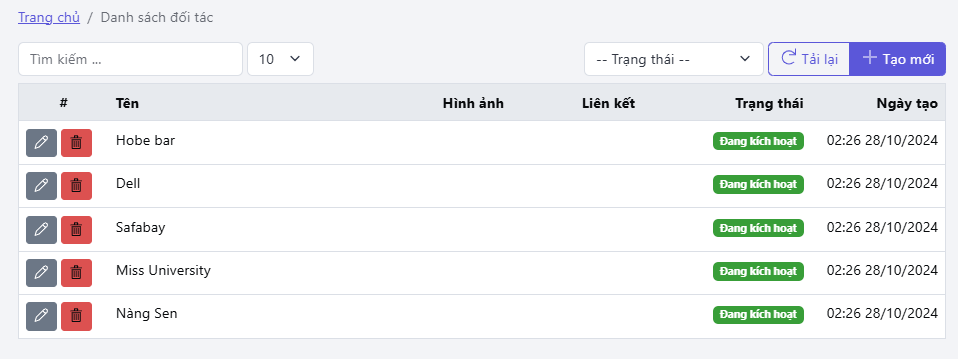 Trang chủ / Danh sách đối tác
Tìm kiếm ... 10 -- Trạng thái -- Tải lại Tạo mới
# Tên Hình ảnh Liên kết Trạng thái Ngày tạo
Hobe bar Đang kích hoạt 02:26 28/10/2024
Dell Đang kích hoạt 02:26 28/10/2024
Safabay Đang kích hoạt 02:26 28/10/2024
Miss University Đang kích hoạt 02:26 28/10/2024
Nàng Sen Đang kích hoạt 02:26 28/10/2024